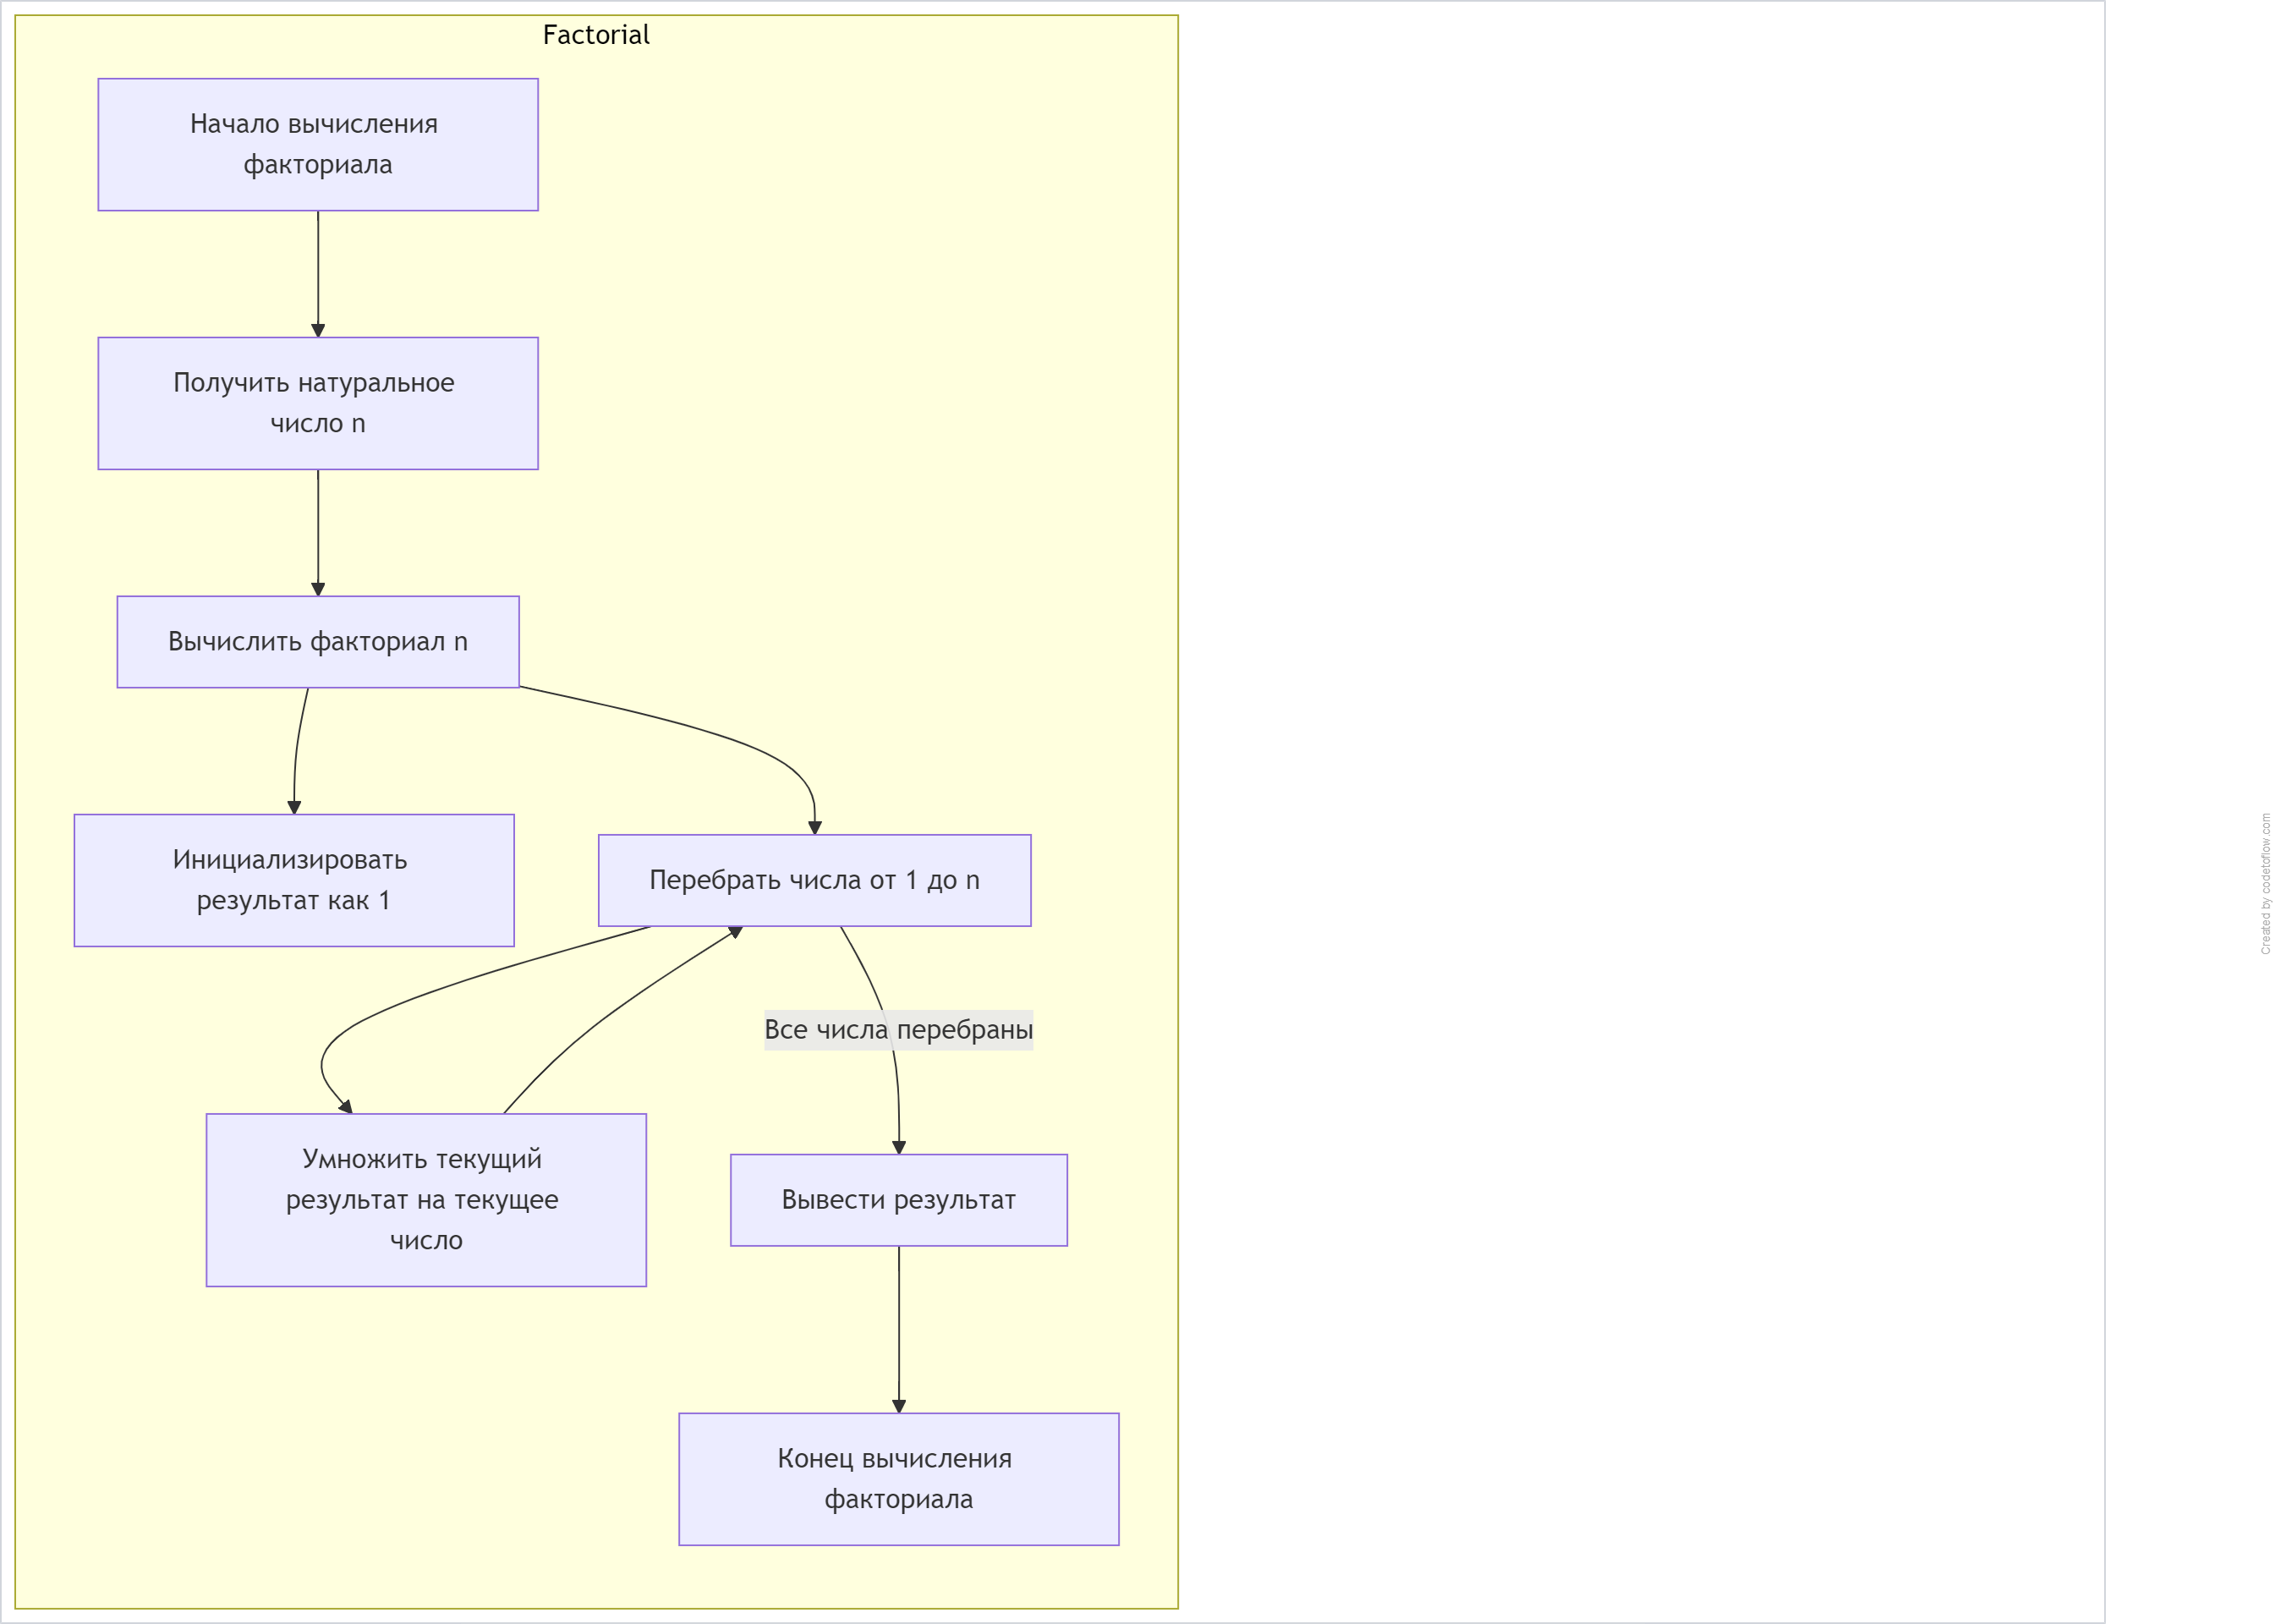 Factorial
Начало вычисления
факториала
Получить натуральное
число n
Вычислить факториал n
Инициализировать
результат как 1
Перебрать числа от 1 до n
Все числа перебраны
Умножить текущий
результат на текущее
число
Вывести результат
Конец вычисления
факториала
Created by codetoflow.com